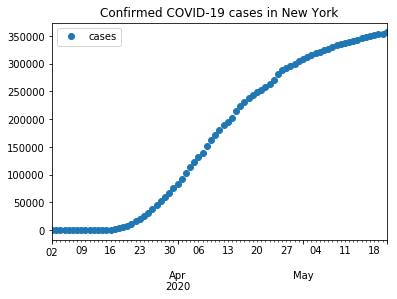 Confirmed COVID-19 cases in New York
cases
350000
300000
250000
200000
150000
100000
50000
0
02 09 16 23 30 06 13 20 27 04 11 18
Apr May
2020